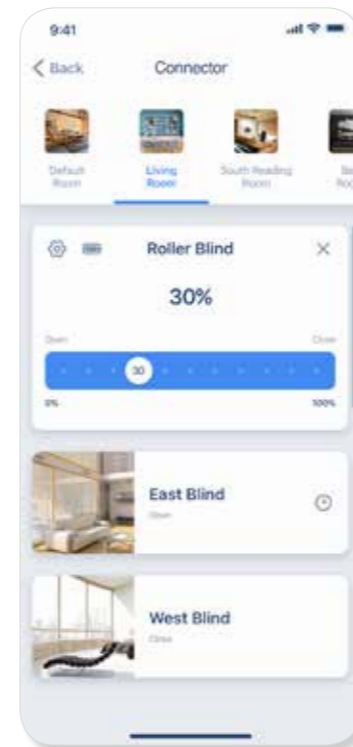 9:41
Back
Connector
Default
Room
Living
Room
South Reading
Room
Roller Blind
30%
Open
Close
30
0%
100%
East Blind
Open
West Blind
Close